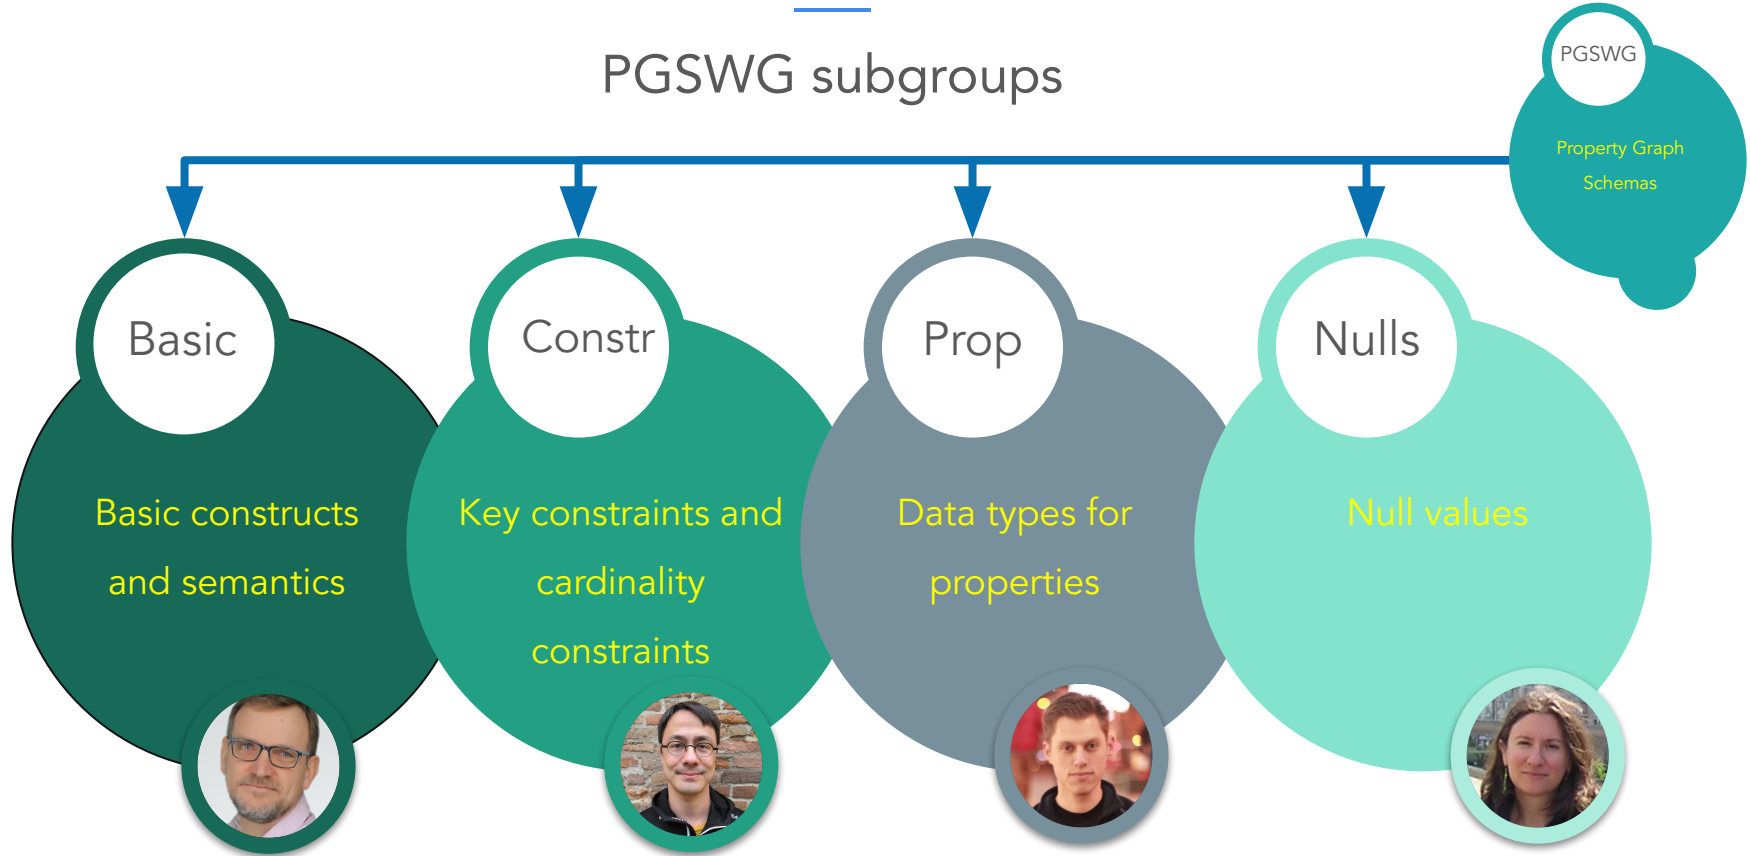 PGSWG subgroups
PGSWG
Property Graph
Schemas
Basic
Basic constructs
and semantics
Constr
Key constraints and
cardinality
constraints
Prop
Data types for
properties
Nulls
Null values